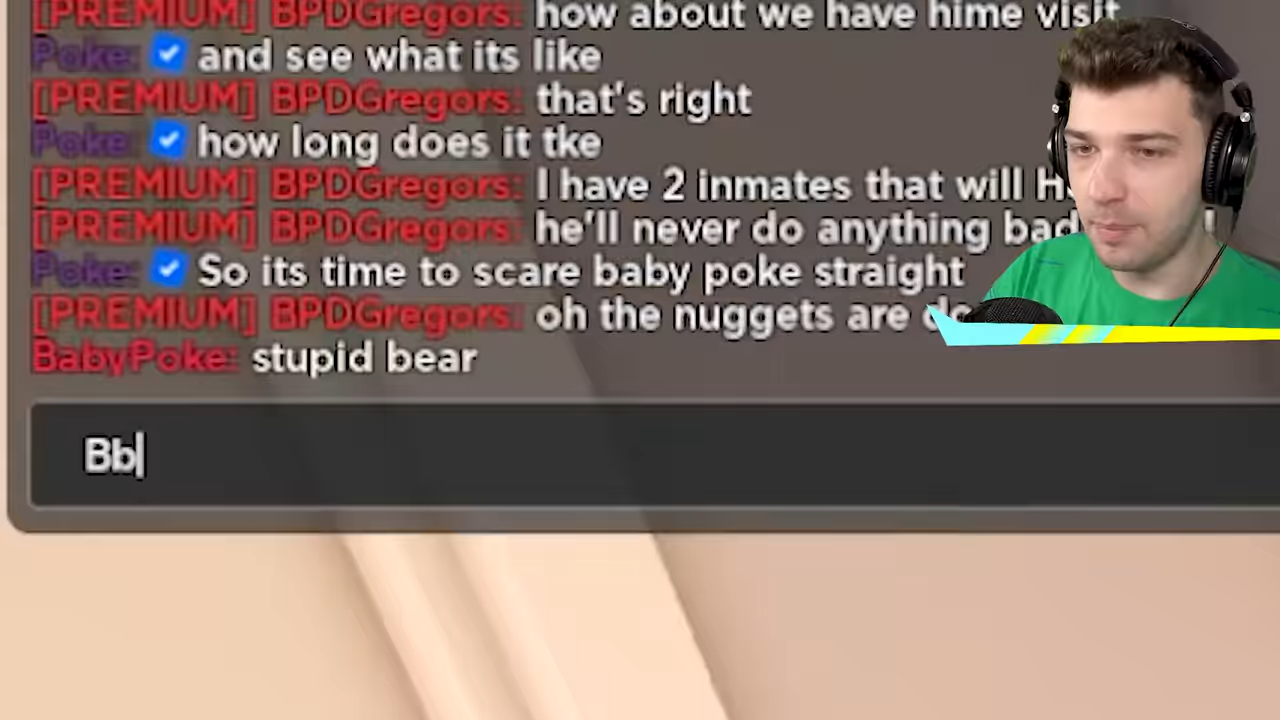 [PREMIUM] BPDGregors: how about we have hime visit
Poke: and see what its like
[PREMIUM] BPDGregors: that's right
Poke: how long does it tke
[PREMIUM] BPDGregors: I have 2 inmates that will
[PREMIUM] BPDGregors: he'll never do anything bad
Poke: So its time to scare baby poke straight
[PREMIUM] BPDGregors: oh the nuggets are
BabyPoke: stupid bear
Bb